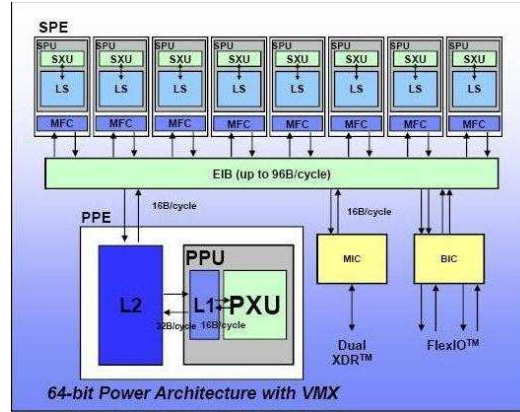 SPE
SPU SPU SPU SPU SPU SPU SPU SPU
SXU SXU SXU SXU SXU SXU SXU SXU
LS LS LS LS LS LS LS LS
MFC MFC MFC MFC MFC MFC MFC MFC
EIB (up to 96B/cycle)
16B/cycle 16B/cycle
PPE
PPU
MIC BIC
L2 L1 PXU
32B/cycle 16B/cycle
Dual FlexIO™
XDR™
64-bit Power Architecture with VMX